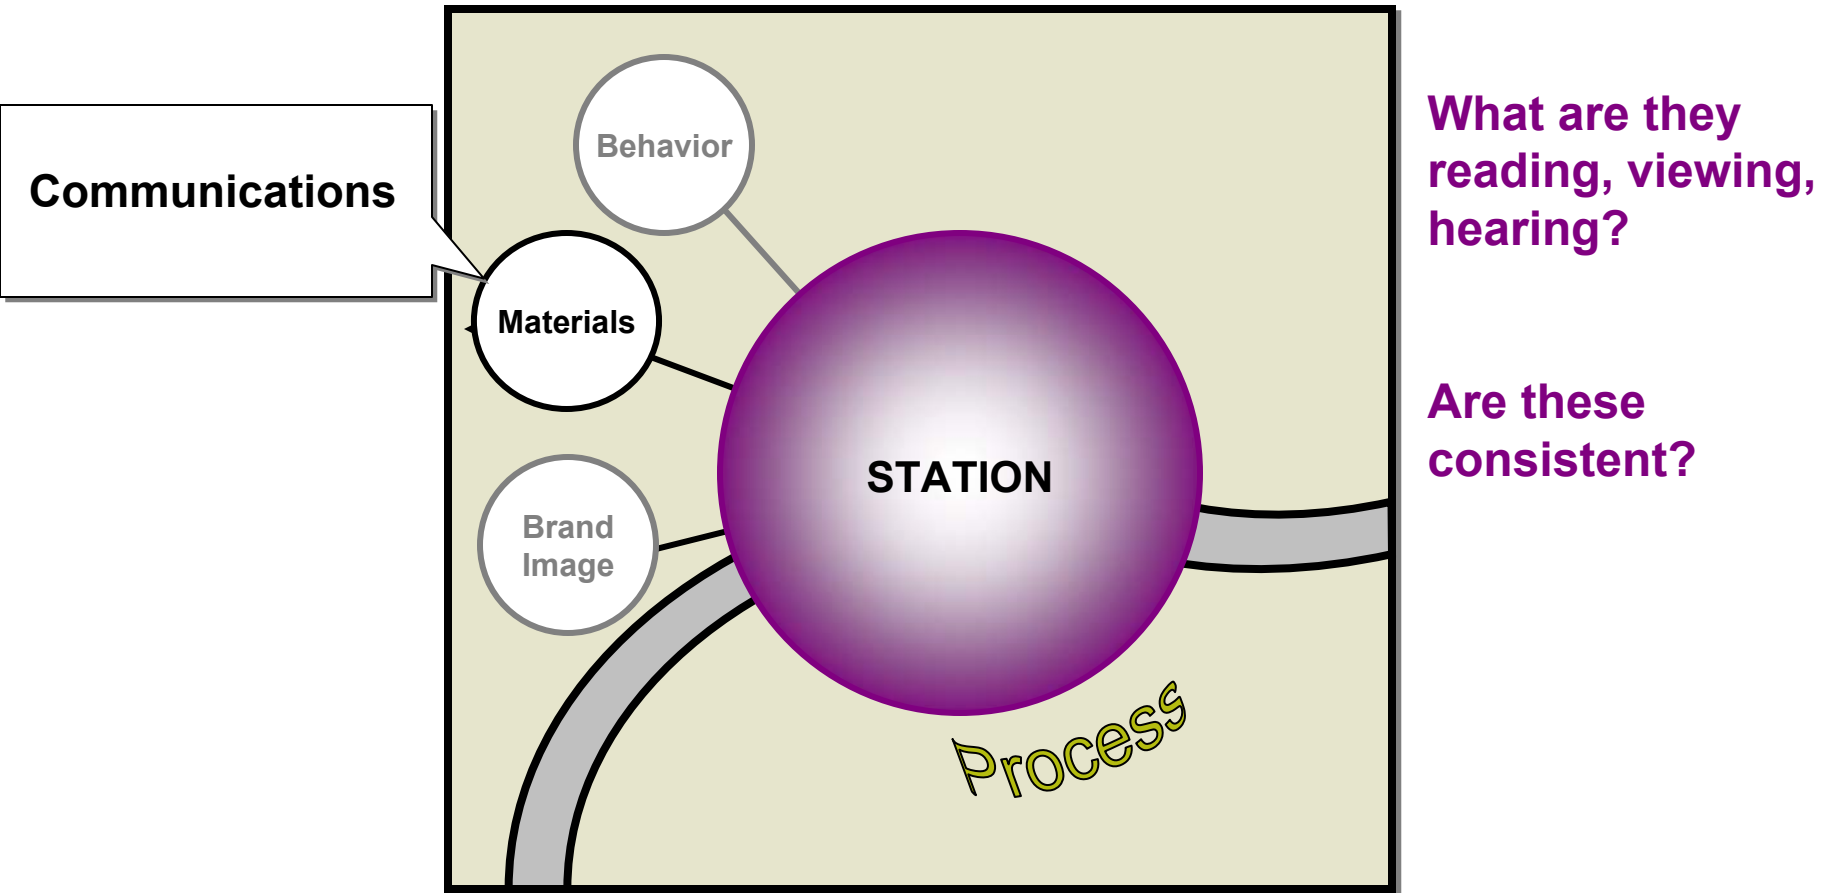 Communications
Behavior
Materials
Brand
Image
STATION
Process
What are they
reading, viewing,
hearing?
Are these
consistent?